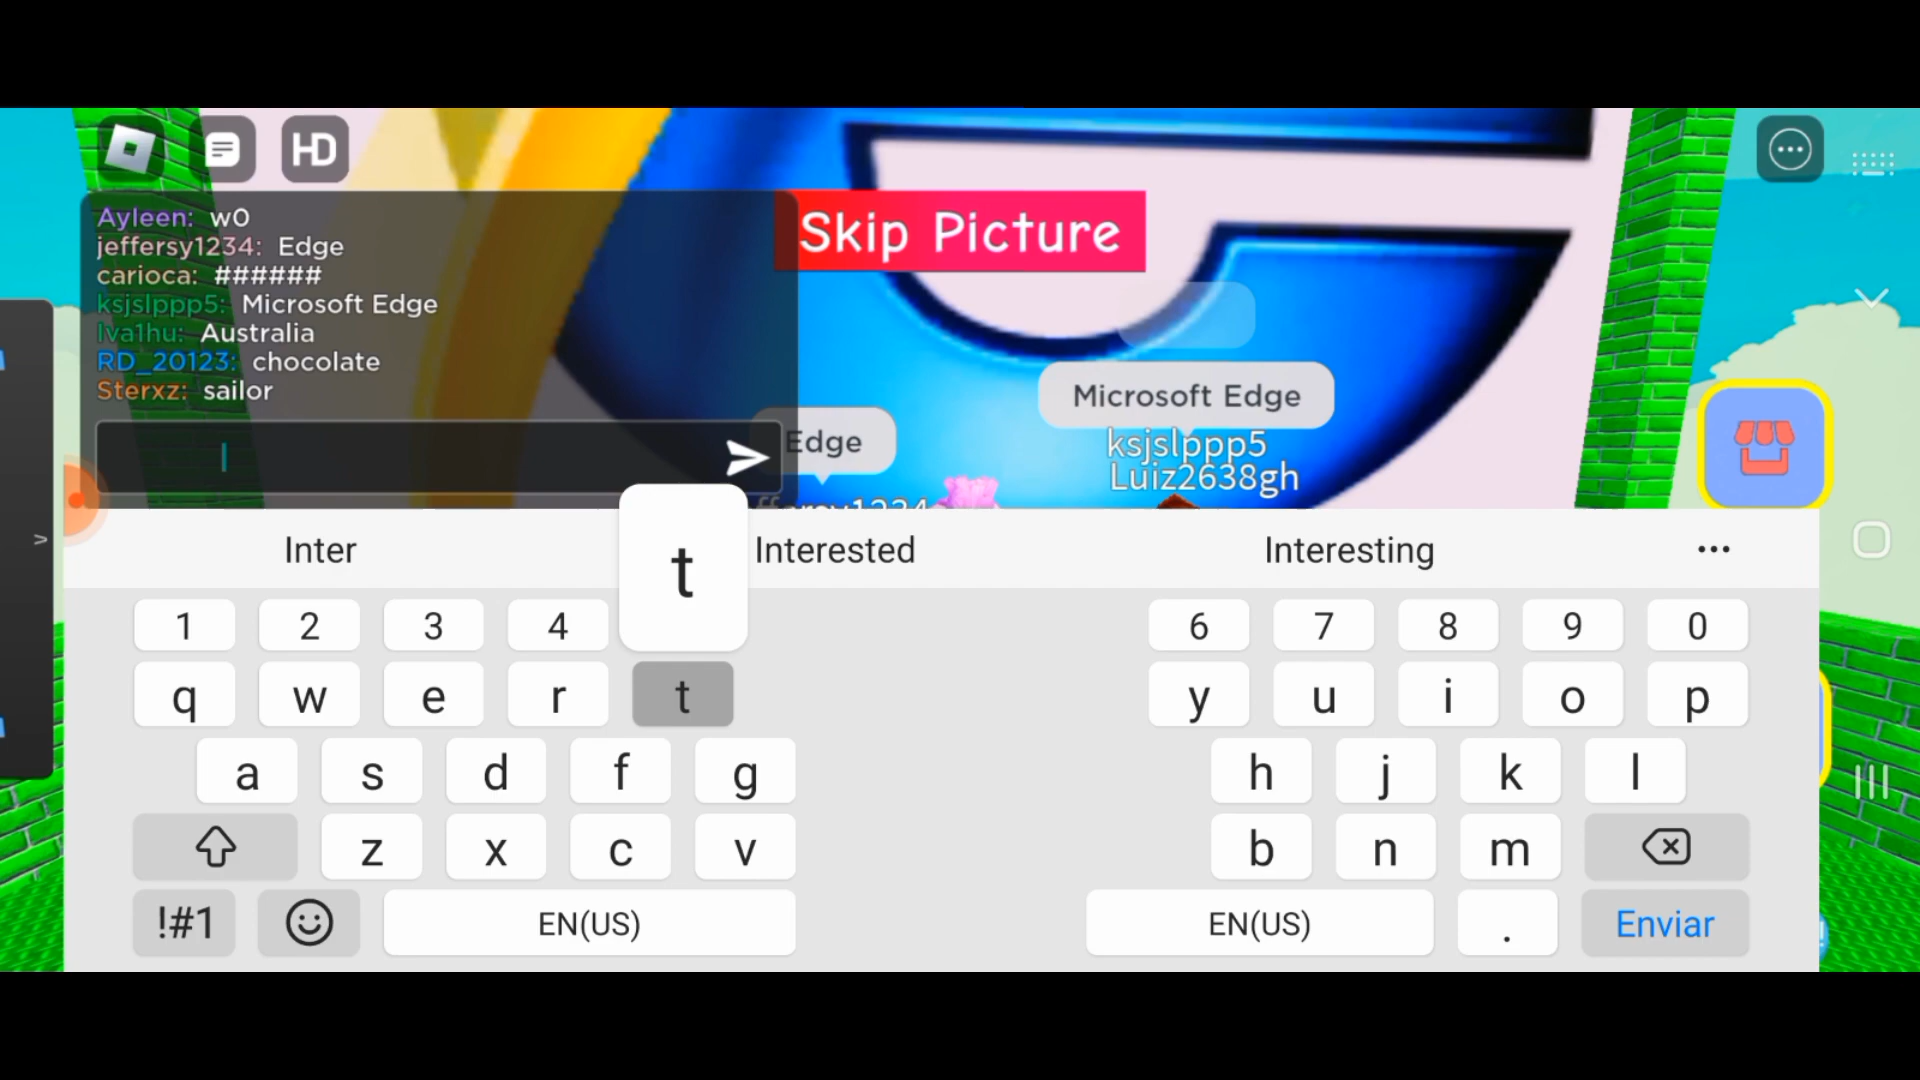 HD
Ayleen: wO
jeffersy1234: Edge
carioca: ######
ksjslppp5: Microsoft Edge
Iva1hu: Australia
RD_20123: chocolate
Sterxz: sailor
Skip Picture
Microsoft Edge
ksjslppp5
Luiz2638gh
Edge
Inter
Interested
Interesting
t
1 2 3 4 6 7 8 9 0
q w e r t y u i o p
a s d f g h j k l
z x c v b n m
!#1 EN(US) EN(US) . Enviar